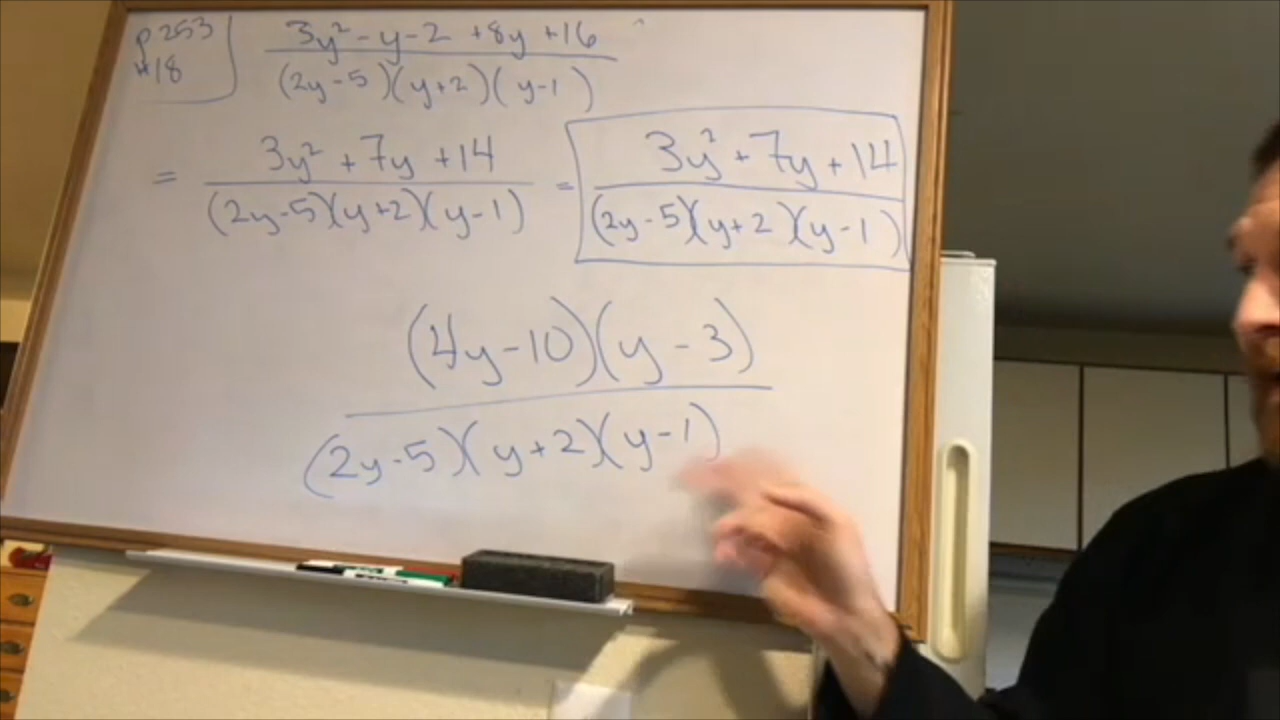 p253
#18
3y² - y - 2 + 8y + 16
(2y - 5)(y + 2)(y - 1)
= 3y² + 7y + 14 = 3y² + 7y + 14
(2y - 5)(y + 2)(y - 1) (2y - 5)(y + 2)(y - 1)
(4y - 10)(y - 3)
(2y - 5)(y + 2)(y - 1)